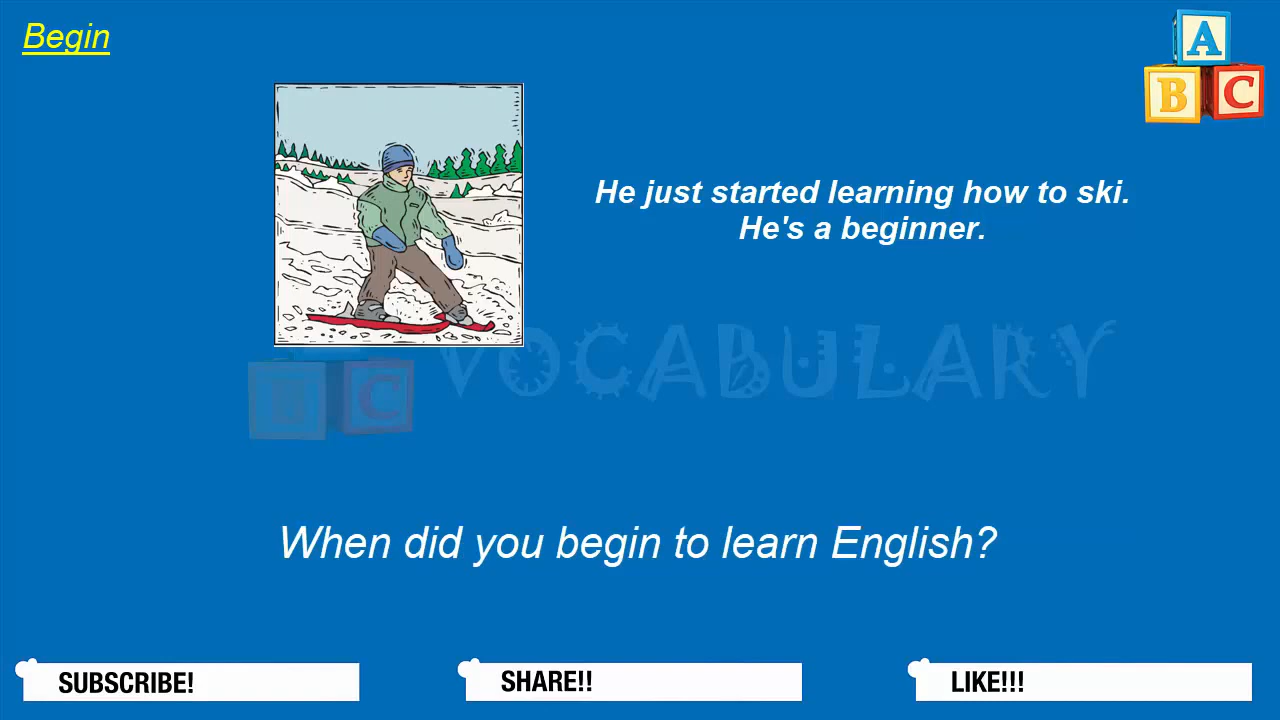 Begin
A
B C
He just started learning how to ski.
He's a beginner.
B C VOCABULARY
When did you begin to learn English?
SUBSCRIBE! SHARE!! LIKE!!!